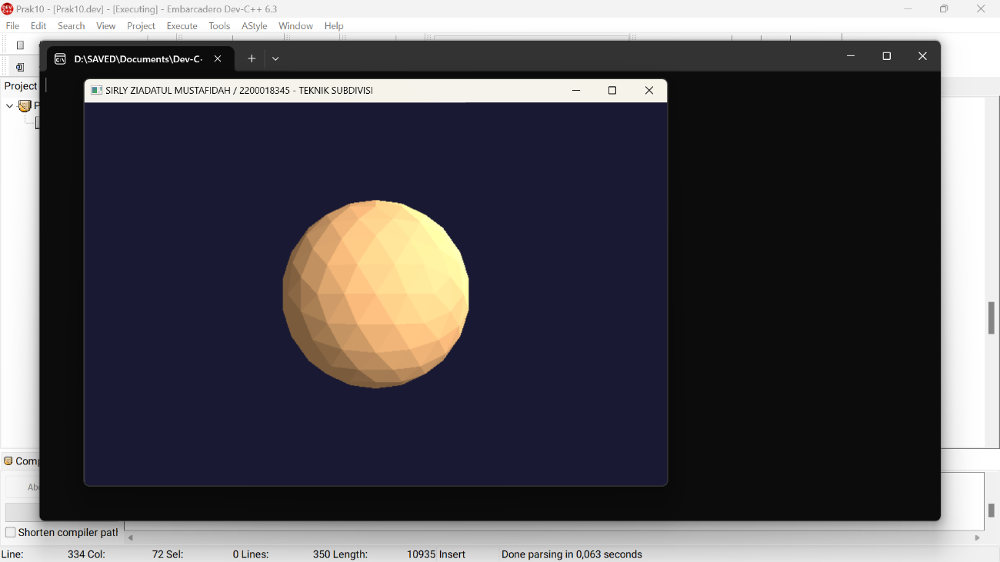 Prak10 - [Prak10.dev] - [Executing] - Embarcadero Dev-C++ 6.3
File Edit Search View Project Execute Tools AStyle Window Help
D:\SAVED\Documents\Dev-C·
Project
SIRLY ZIADATUL MUSTAFIDAH / 2200018345 - TEKNIK SUBDIVISI
Comp
Abo
Shorten compiler path
Line: 334 Col: 72 Sel: 0 Lines: 350 Length: 10935 Insert Done parsing in 0,063 seconds